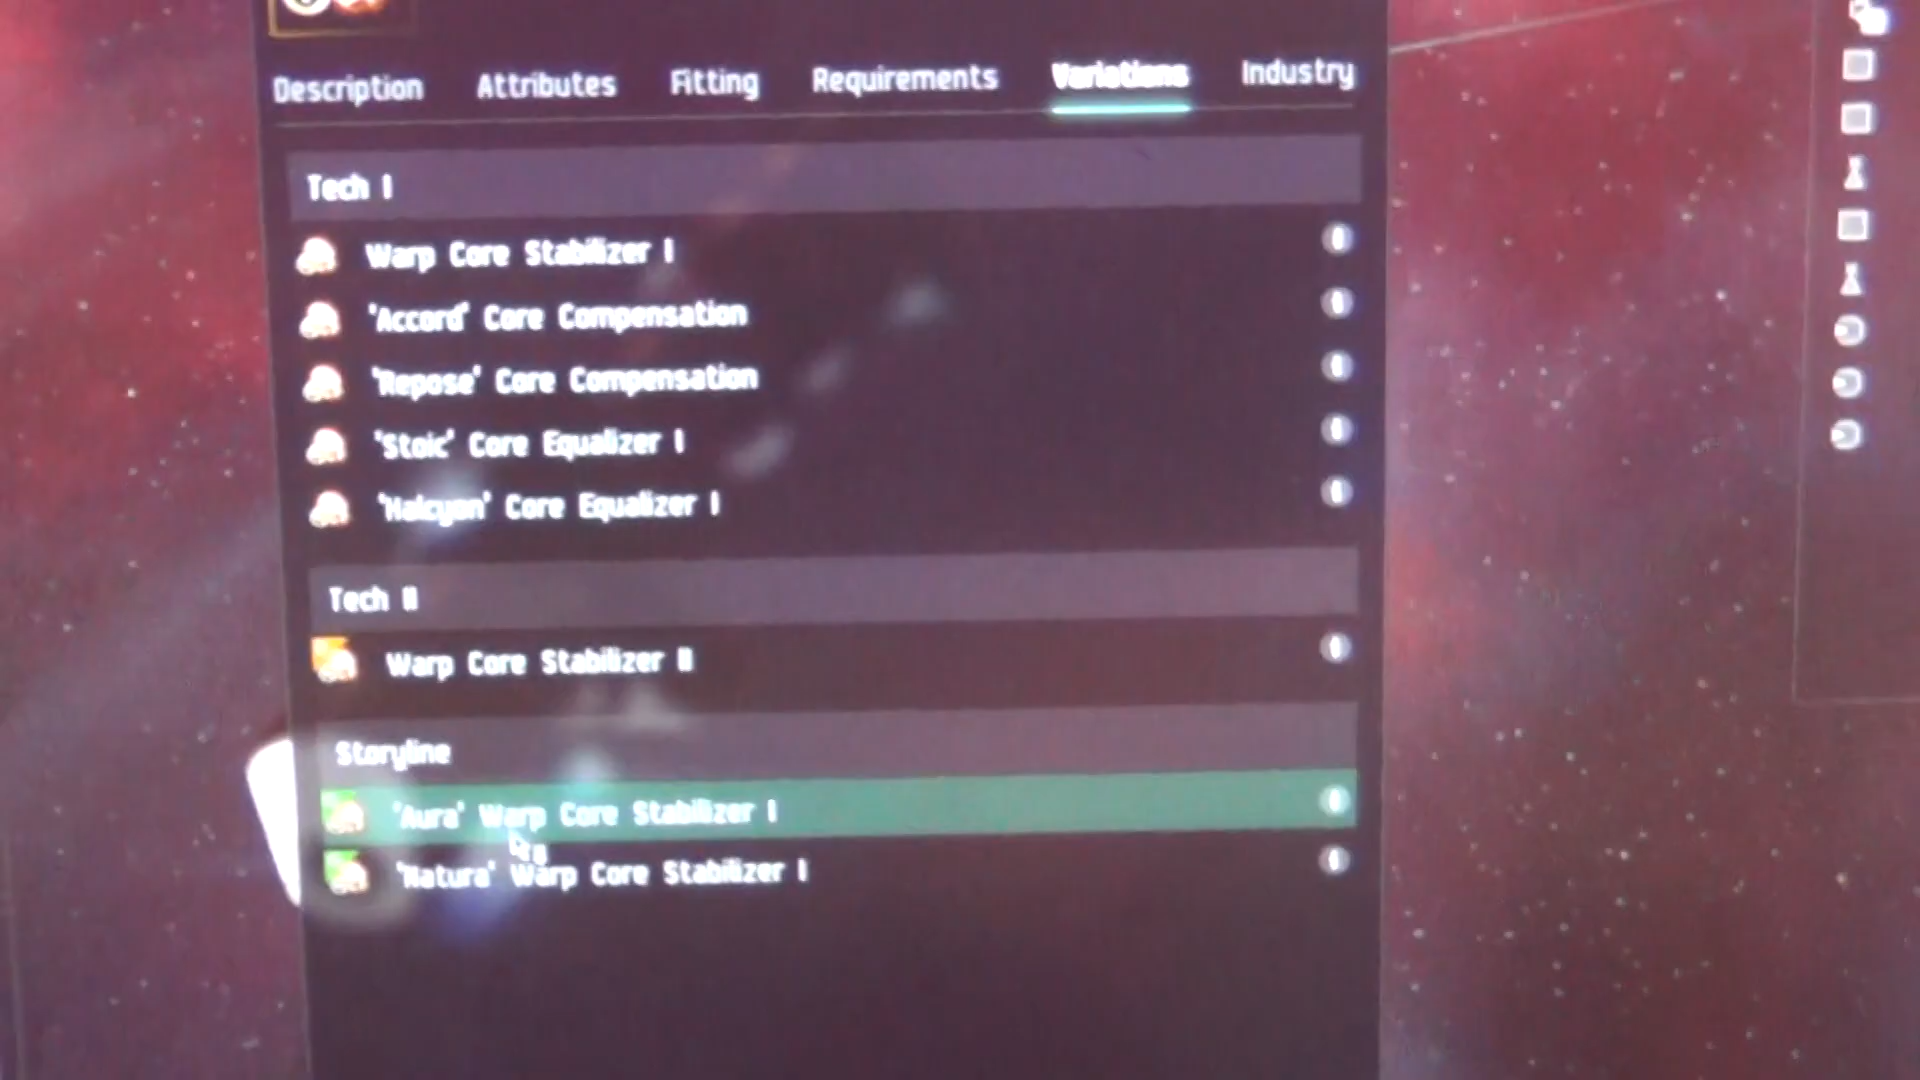 Description Attributes Fitting Requirements Variations Industry
Tech I
Warp Core Stabilizer I
'Accord' Core Compensation
'Repose' Core Compensation
'Stoic' Core Equalizer I
'Halcyon' Core Equalizer I
Tech II
Warp Core Stabilizer II
Storyline
'Aura' Warp Core Stabilizer I
'Natura' Warp Core Stabilizer I